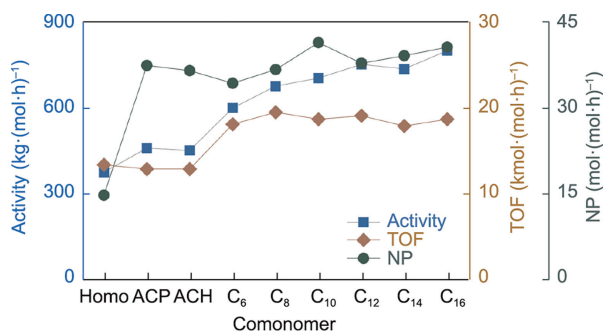 900
600
300
0
Activity (kg·(mol·h)⁻¹)
30
20
10
0
TOF (kmol·(mol·h)⁻¹)
45
30
15
0
NP (mol·(mol·h)⁻¹)
Activity
TOF
NP
Homo ACP ACH C₆ C₈ C₁₀ C₁₂ C₁₄ C₁₆
Comonomer